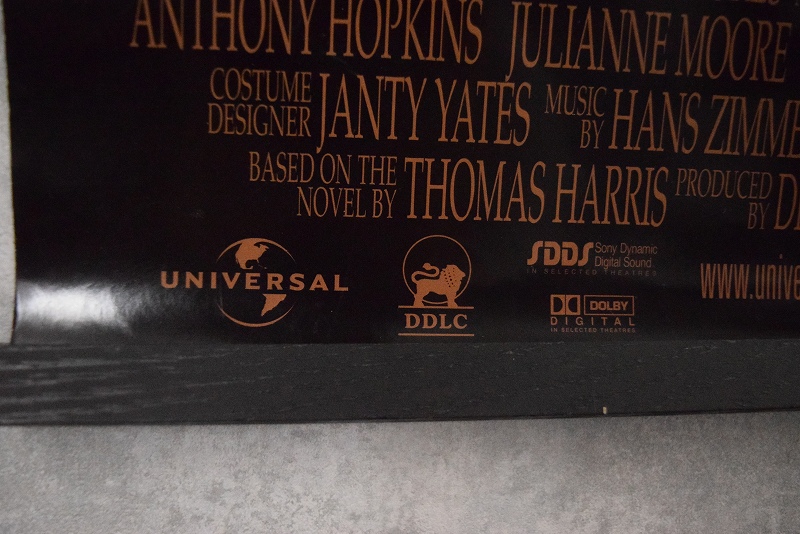 ANTHONY HOPKINS JULIANNE MOORE
COSTUME DESIGNER JANTY YATES MUSIC BY HANS ZIMME
BASED ON THE NOVEL BY THOMAS HARRIS PRODUCED BY
UNIVERSAL
DDLC
SDDS Sony Dynamic Digital Sound
IN SELECTED THEATRES
DOLBY
DIGITAL
IN SELECTED THEATRES
www.unive